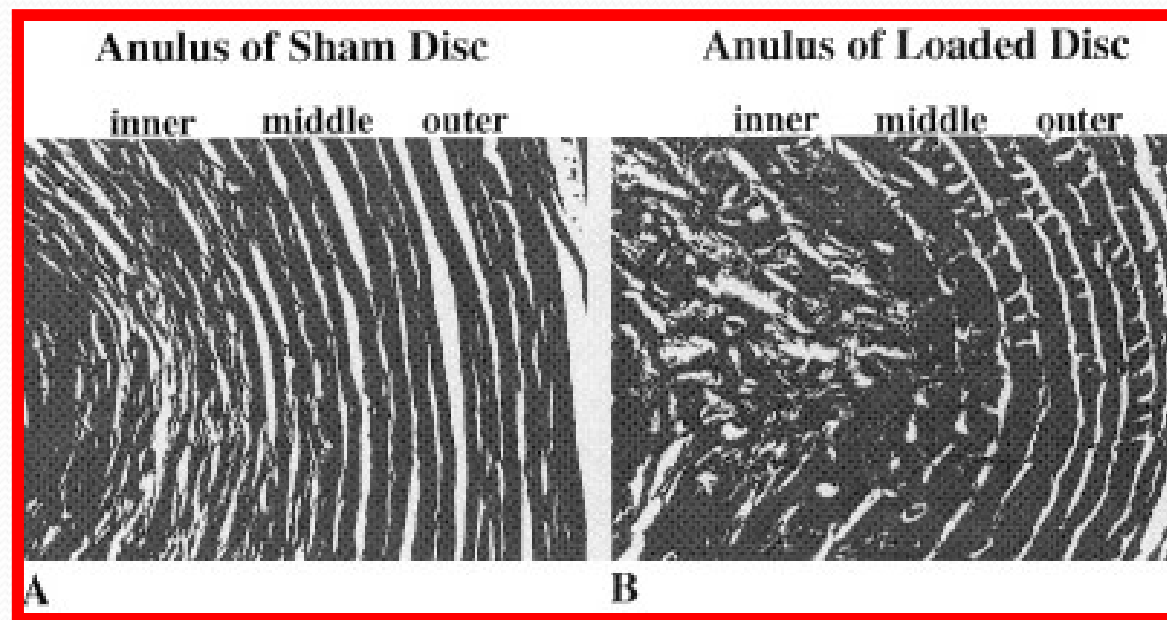 Anulus of Sham Disc
inner middle outer
A
Anulus of Loaded Disc
inner middle outer
B